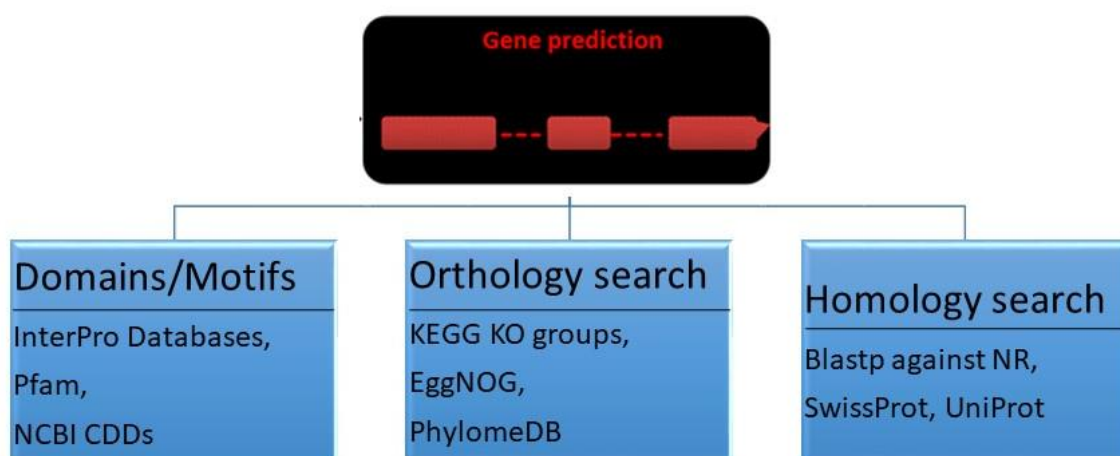 Gene prediction
Domains/Motifs
InterPro Databases,
Pfam,
NCBI CDDs
Orthology search
KEGG KO groups,
EggNOG,
PhylomeDB
Homology search
Blastp against NR,
SwissProt, UniProt